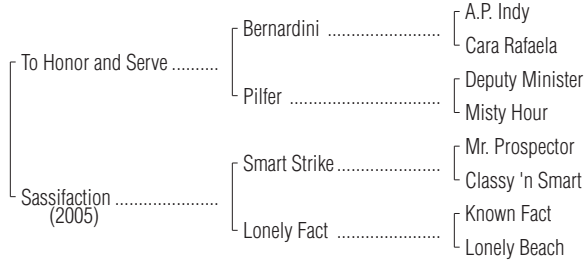 A.P. Indy
Bernardini ......................
Cara Rafaela
To Honor and Serve ..........
Deputy Minister
Pilfer ..............................
Misty Hour
Mr. Prospector
Smart Strike.....................
Classy 'n Smart
Sassifaction ....................
(2005)
Known Fact
Lonely Fact ....................
Lonely Beach